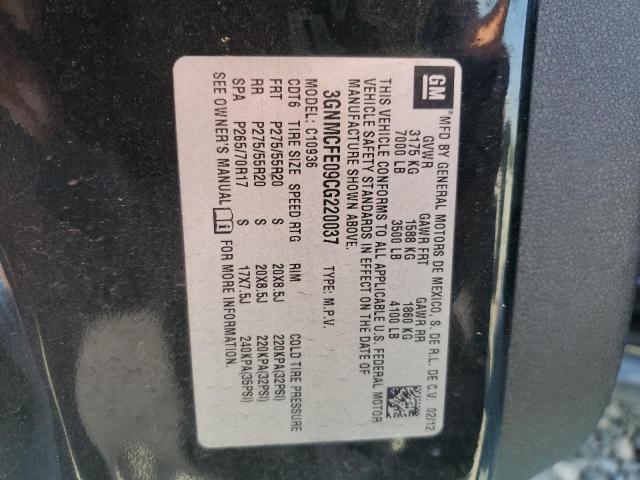 GM
*MFD BY GENERAL MOTORS DE MEXICO, S. DE R.L. DE C.V. 02/12
GVWR GAWR FRT GAWR RR
3175 KG 1588 KG 1860 KG
7000 LB 3500 LB 4100 LB
THIS VEHICLE CONFORMS TO ALL APPLICABLE U.S. FEDERAL MOTOR
VEHICLE SAFETY STANDARDS IN EFFECT ON THE DATE OF
MANUFACTURE SHOWN ABOVE.
3GNMCFE09CG220037 TYPE: M.P.V.
MODEL: C10936
CDT6 TIRE SIZE SPEED RTG RIM COLD TIRE PRESSURE
FRT P275/55R20 S 20X8.5J 220KPA(32PSI)
RR P275/55R20 S 20X8.5J 220KPA(32PSI)
SPA P265/70R17 S 17X7.5J 240KPA(35PSI)
SEE OWNER'S MANUAL i FOR MORE INFORMATION.